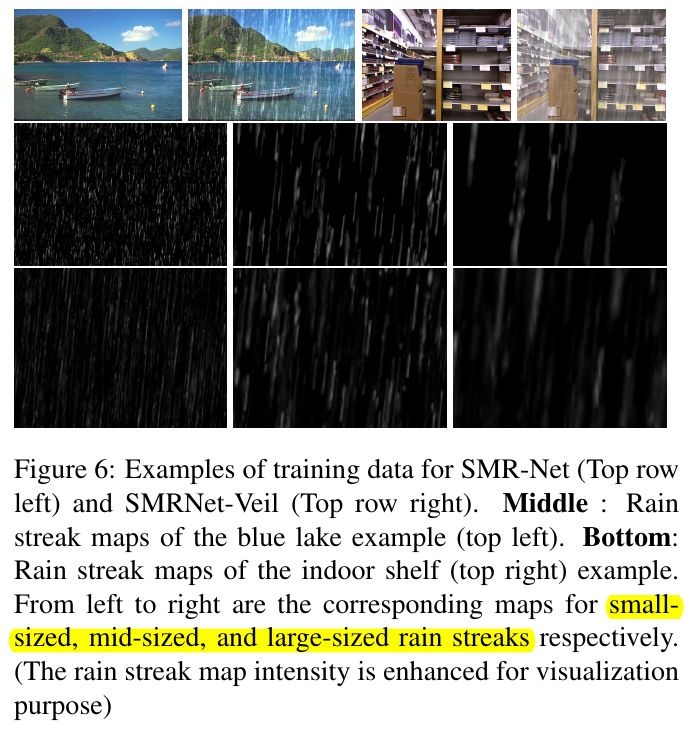 Figure 6: Examples of training data for SMR-Net (Top row
left) and SMRNet-Veil (Top row right). Middle : Rain
streak maps of the blue lake example (top left). Bottom:
Rain streak maps of the indoor shelf (top right) example.
From left to right are the corresponding maps for small-
sized, mid-sized, and large-sized rain streaks respectively.
(The rain streak map intensity is enhanced for visualization
purpose)